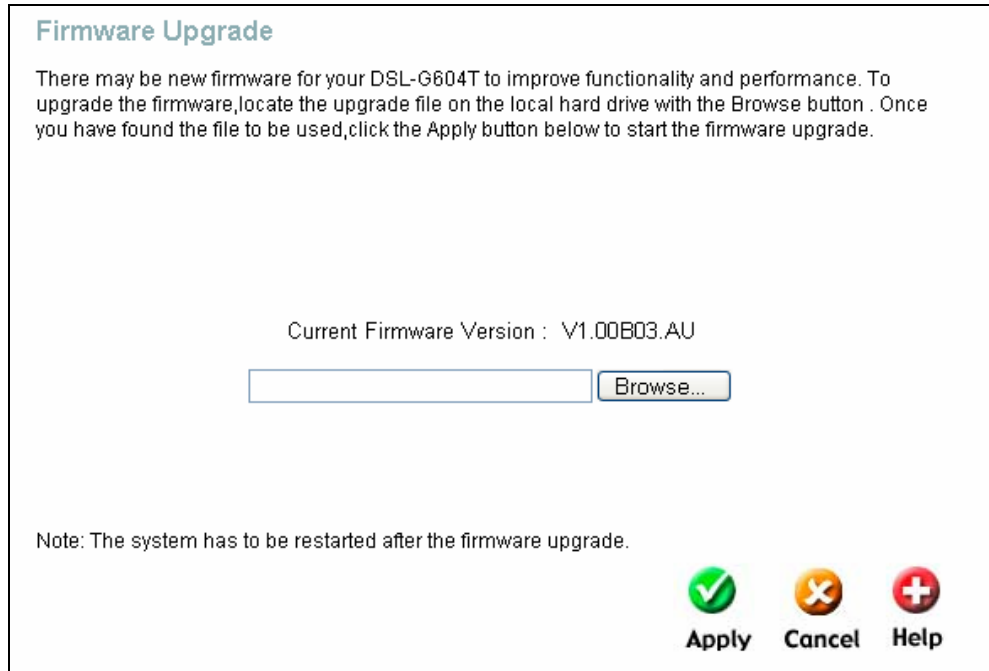 Firmware Upgrade
There may be new firmware for your DSL-G604T to improve functionality and performance. To
upgrade the firmware,locate the upgrade file on the local hard drive with the Browse button . Once
you have found the file to be used,click the Apply button below to start the firmware upgrade.
Current Firmware Version : V1.00B03.AU
Browse...
Note: The system has to be restarted after the firmware upgrade.
Apply Cancel Help